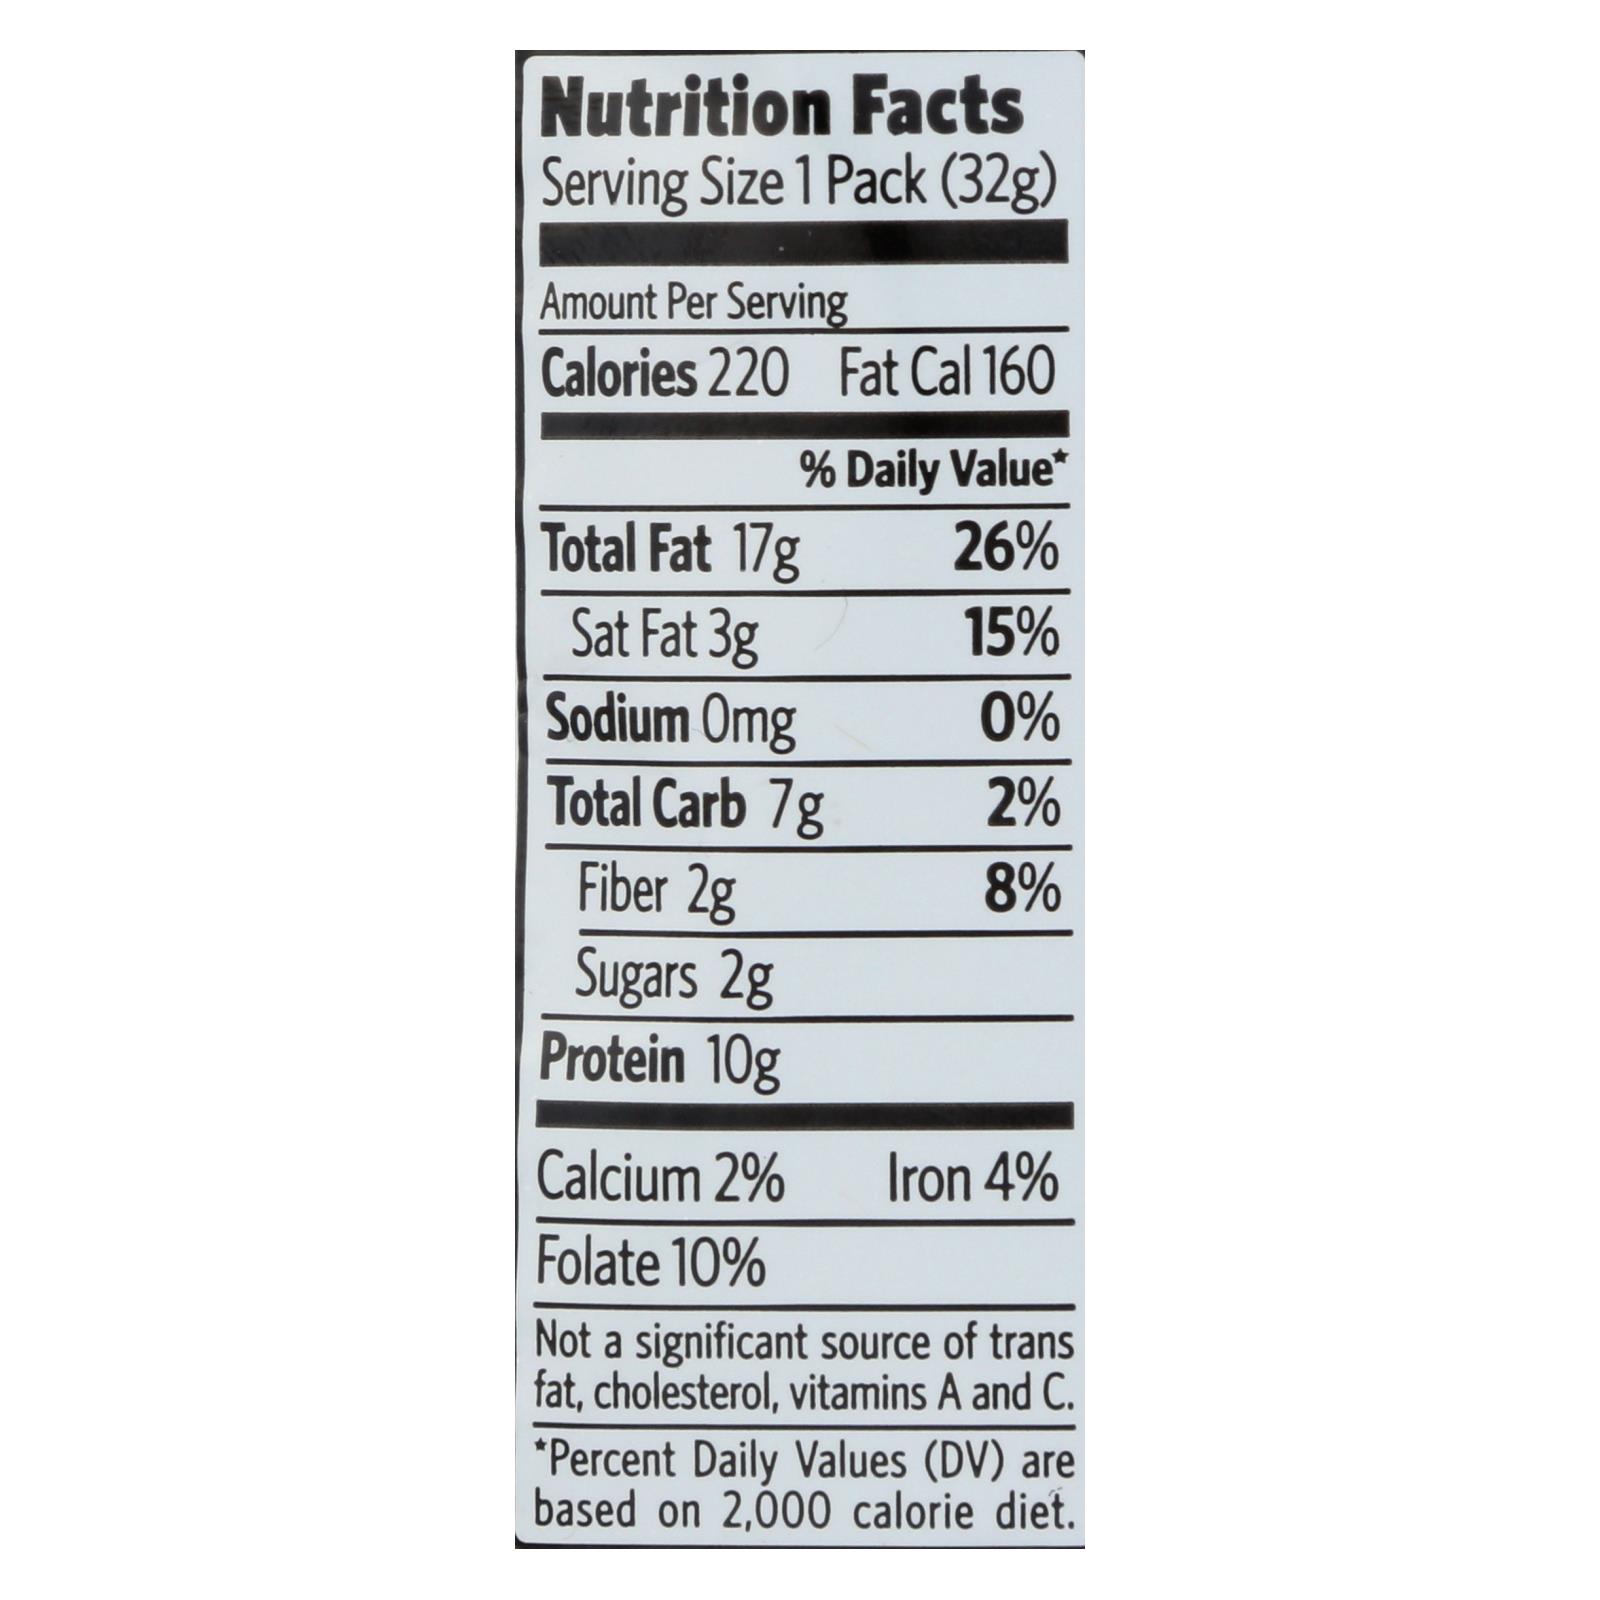 Nutrition Facts
Serving Size 1 Pack (32g)
Amount Per Serving
Calories 220 Fat Cal 160
% Daily Value*
Total Fat 17g 26%
Sat Fat 3g 15%
Sodium 0mg 0%
Total Carb 7g 2%
Fiber 2g 8%
Sugars 2g
Protein 10g
Calcium 2% Iron 4%
Folate 10%
Not a significant source of trans
fat, cholesterol, vitamins A and C.
*Percent Daily Values (DV) are
based on 2,000 calorie diet.